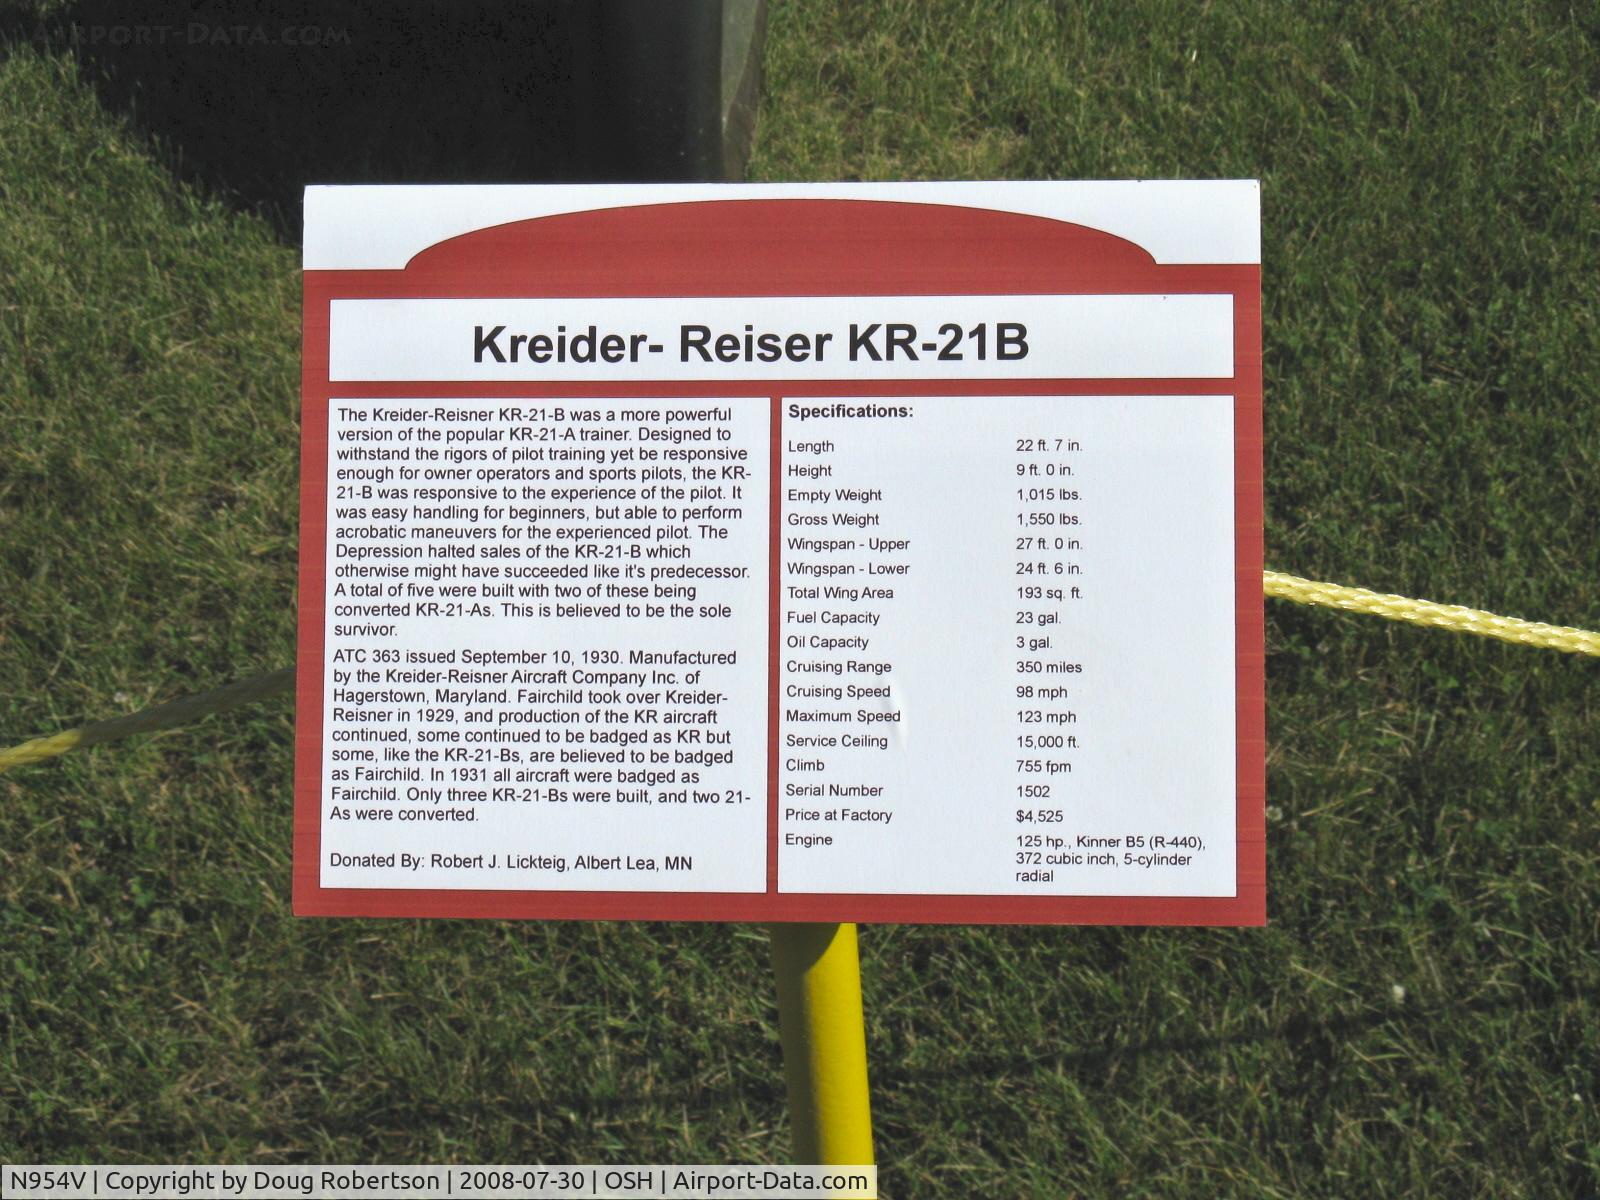 AIRPORT-DATA.COM
Kreider- Reiser KR-21B
The Kreider-Reisner KR-21-B was a more powerful
version of the popular KR-21-A trainer. Designed to
withstand the rigors of pilot training yet be responsive
enough for owner operators and sports pilots, the KR-
21-B was responsive to the experience of the pilot. It
was easy handling for beginners, but able to perform
acrobatic maneuvers for the experienced pilot. The
Depression halted sales of the KR-21-B which
otherwise might have succeeded like it's predecessor.
A total of five were built with two of these being
converted KR-21-As. This is believed to be the sole
survivor.
ATC 363 issued September 10, 1930. Manufactured
by the Kreider-Reisner Aircraft Company Inc. of
Hagerstown, Maryland. Fairchild took over Kreider-
Reisner in 1929, and production of the KR aircraft
continued, some continued to be badged as KR but
some, like the KR-21-Bs, are believed to be badged
as Fairchild. In 1931 all aircraft were badged as
Fairchild. Only three KR-21-Bs were built, and two 21-
As were converted.
Donated By: Robert J. Lickteig, Albert Lea, MN
Specifications:
Length 22 ft. 7 in.
Height 9 ft. 0 in.
Empty Weight 1,015 lbs.
Gross Weight 1,550 lbs.
Wingspan - Upper 27 ft. 0 in.
Wingspan - Lower 24 ft. 6 in.
Total Wing Area 193 sq. ft.
Fuel Capacity 23 gal.
Oil Capacity 3 gal.
Cruising Range 350 miles
Cruising Speed 98 mph
Maximum Speed 123 mph
Service Ceiling 15,000 ft.
Climb 755 fpm
Serial Number 1502
Price at Factory $4,525
Engine 125 hp., Kinner B5 (R-440),
372 cubic inch, 5-cylinder
radial
N954V | Copyright by Doug Robertson | 2008-07-30 | OSH | Airport-Data.com